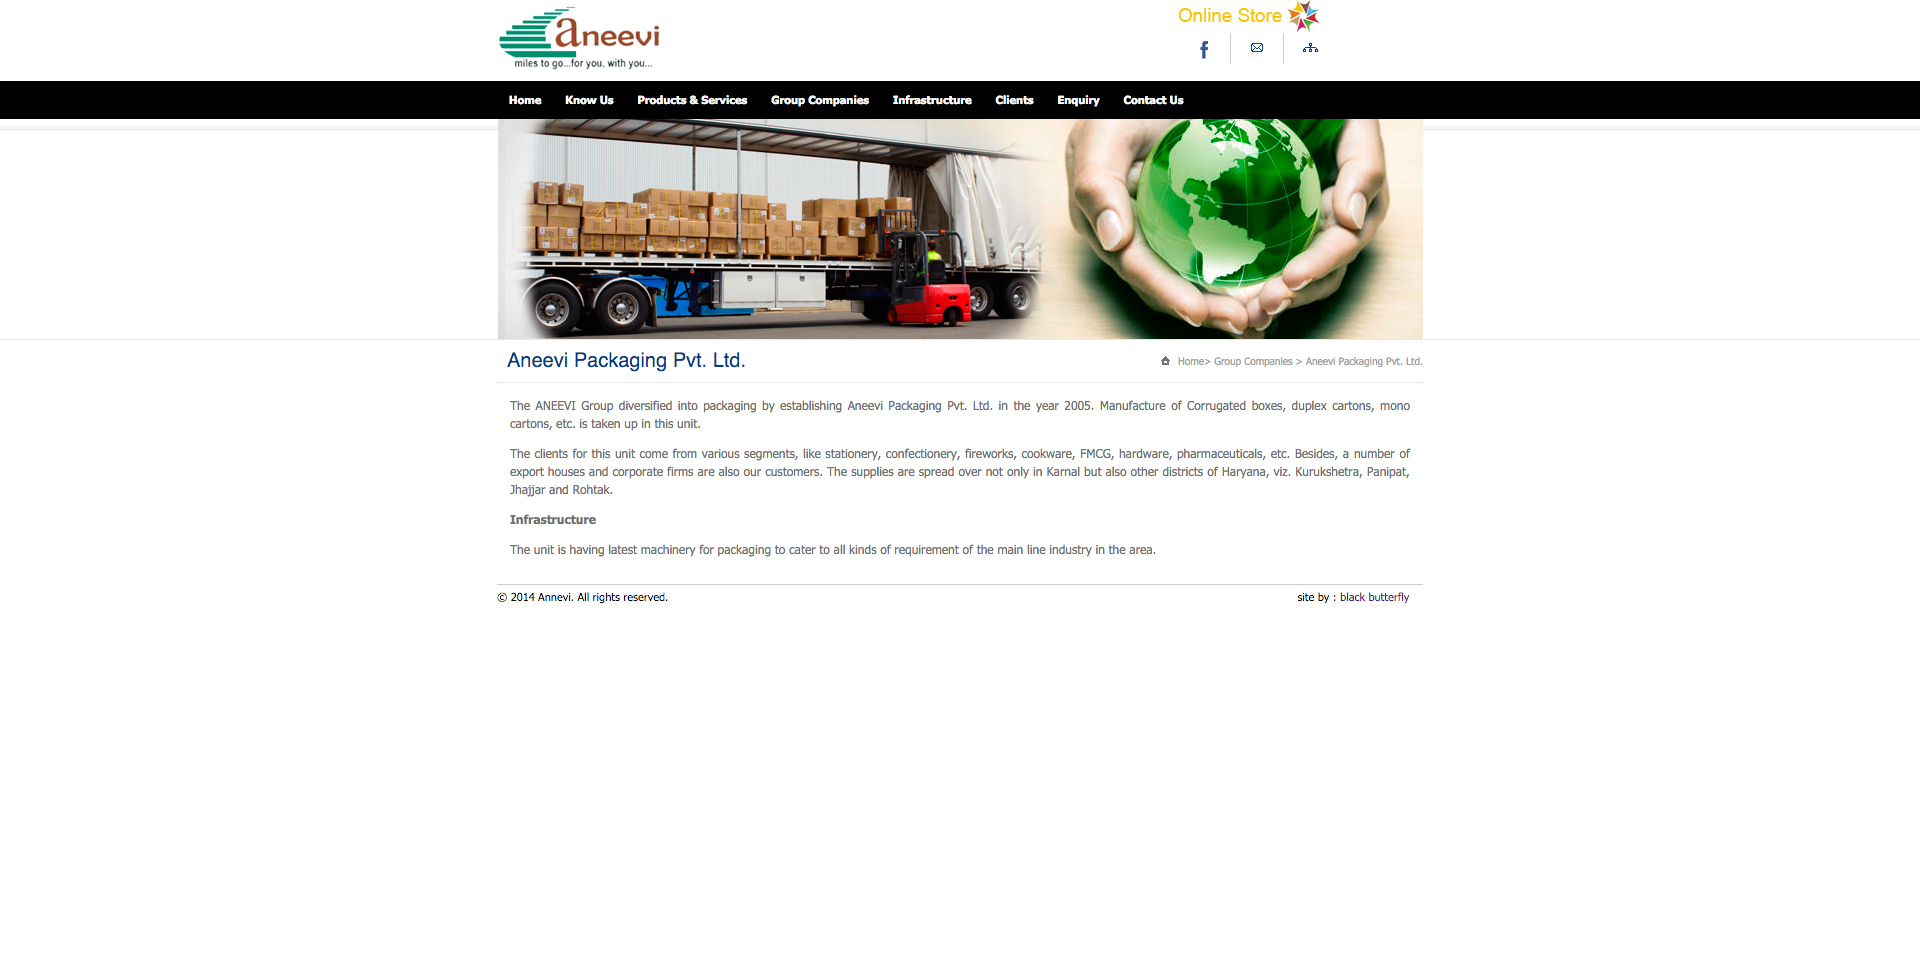 aneevi
miles to go...for you, with you...
Online Store
Home Know Us Products & Services Group Companies Infrastructure Clients Enquiry Contact Us
Aneevi Packaging Pvt. Ltd.
Home> Group Companies > Aneevi Packaging Pvt. Ltd.
The ANEEVI Group diversified into packaging by establishing Aneevi Packaging Pvt. Ltd. in the year 2005. Manufacture of Corrugated boxes, duplex cartons, mono
cartons, etc. is taken up in this unit.
The clients for this unit come from various segments, like stationery, confectionery, fireworks, cookware, FMCG, hardware, pharmaceuticals, etc. Besides, a number of
export houses and corporate firms are also our customers. The supplies are spread over not only in Karnal but also other districts of Haryana, viz. Kurukshetra, Panipat,
Jhajjar and Rohtak.
Infrastructure
The unit is having latest machinery for packaging to cater to all kinds of requirement of the main line industry in the area.
© 2014 Annevi. All rights reserved.
site by : black butterfly